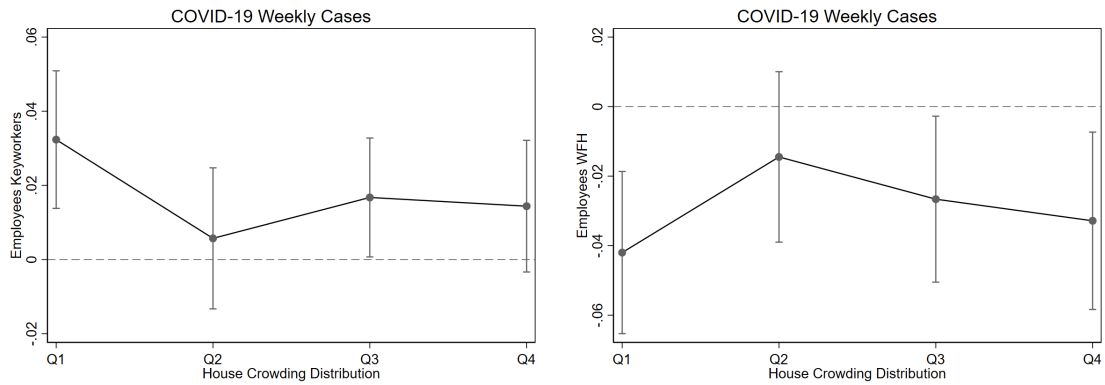 COVID-19 Weekly Cases
Employees Keyworkers
.06
.04
.02
0
-.02
Q1 Q2 Q3 Q4
House Crowding Distribution
COVID-19 Weekly Cases
Employees WFH
.02
0
-.02
-.04
-.06
Q1 Q2 Q3 Q4
House Crowding Distribution